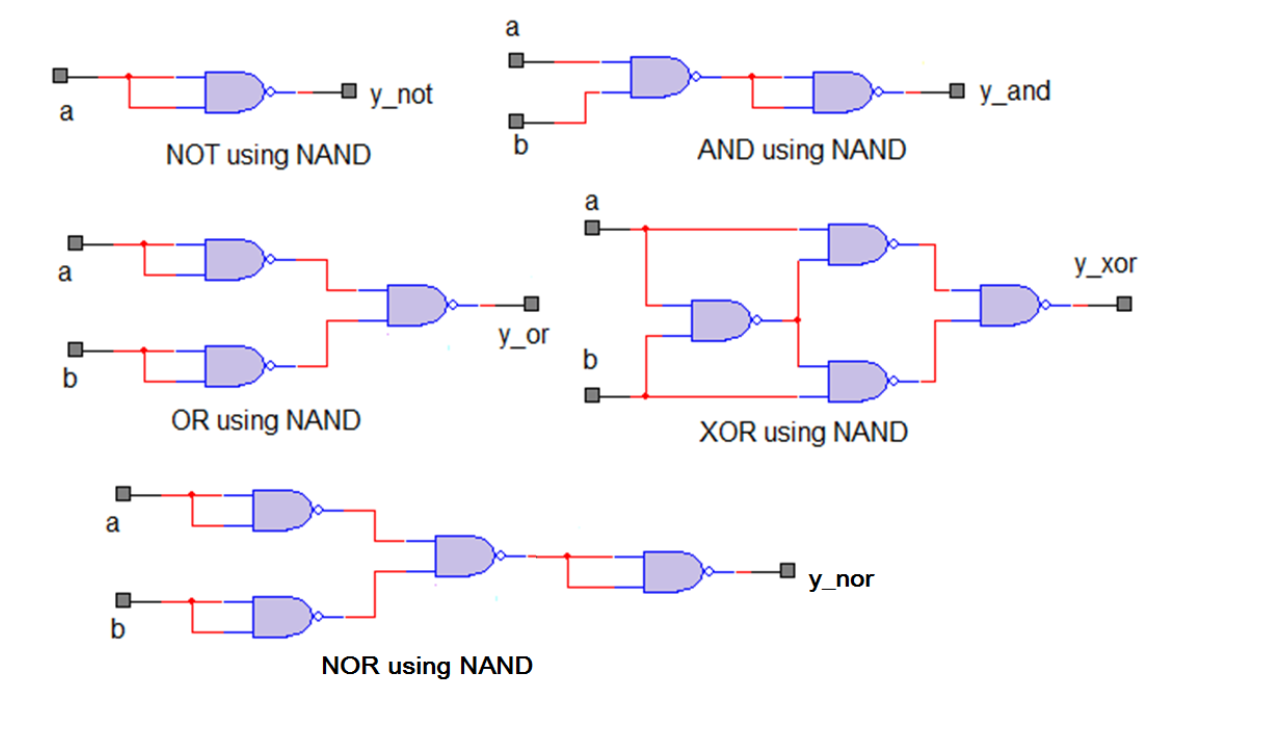 a
y_not
NOT using NAND
a
b
y_and
AND using NAND
a
b
y_or
OR using NAND
a
b
y_xor
XOR using NAND
a
b
y_nor
NOR using NAND